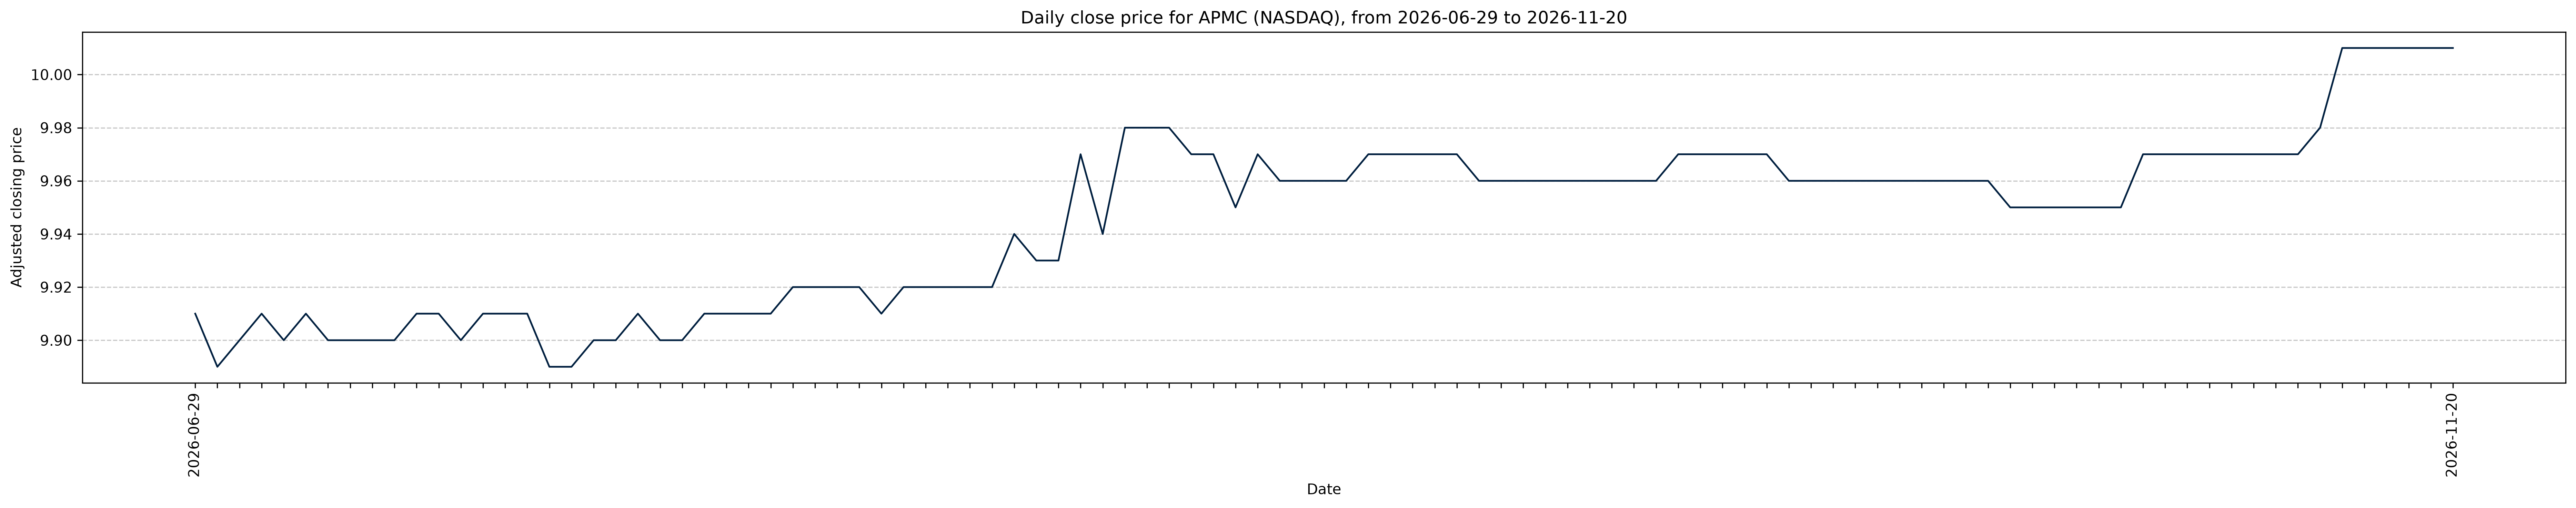 Daily close price for APMC (NASDAQ), from 2026-06-29 to 2026-11-20
Adjusted closing price
10.00
9.98
9.96
9.94
9.92
9.90
2026-06-29
2026-11-20
Date